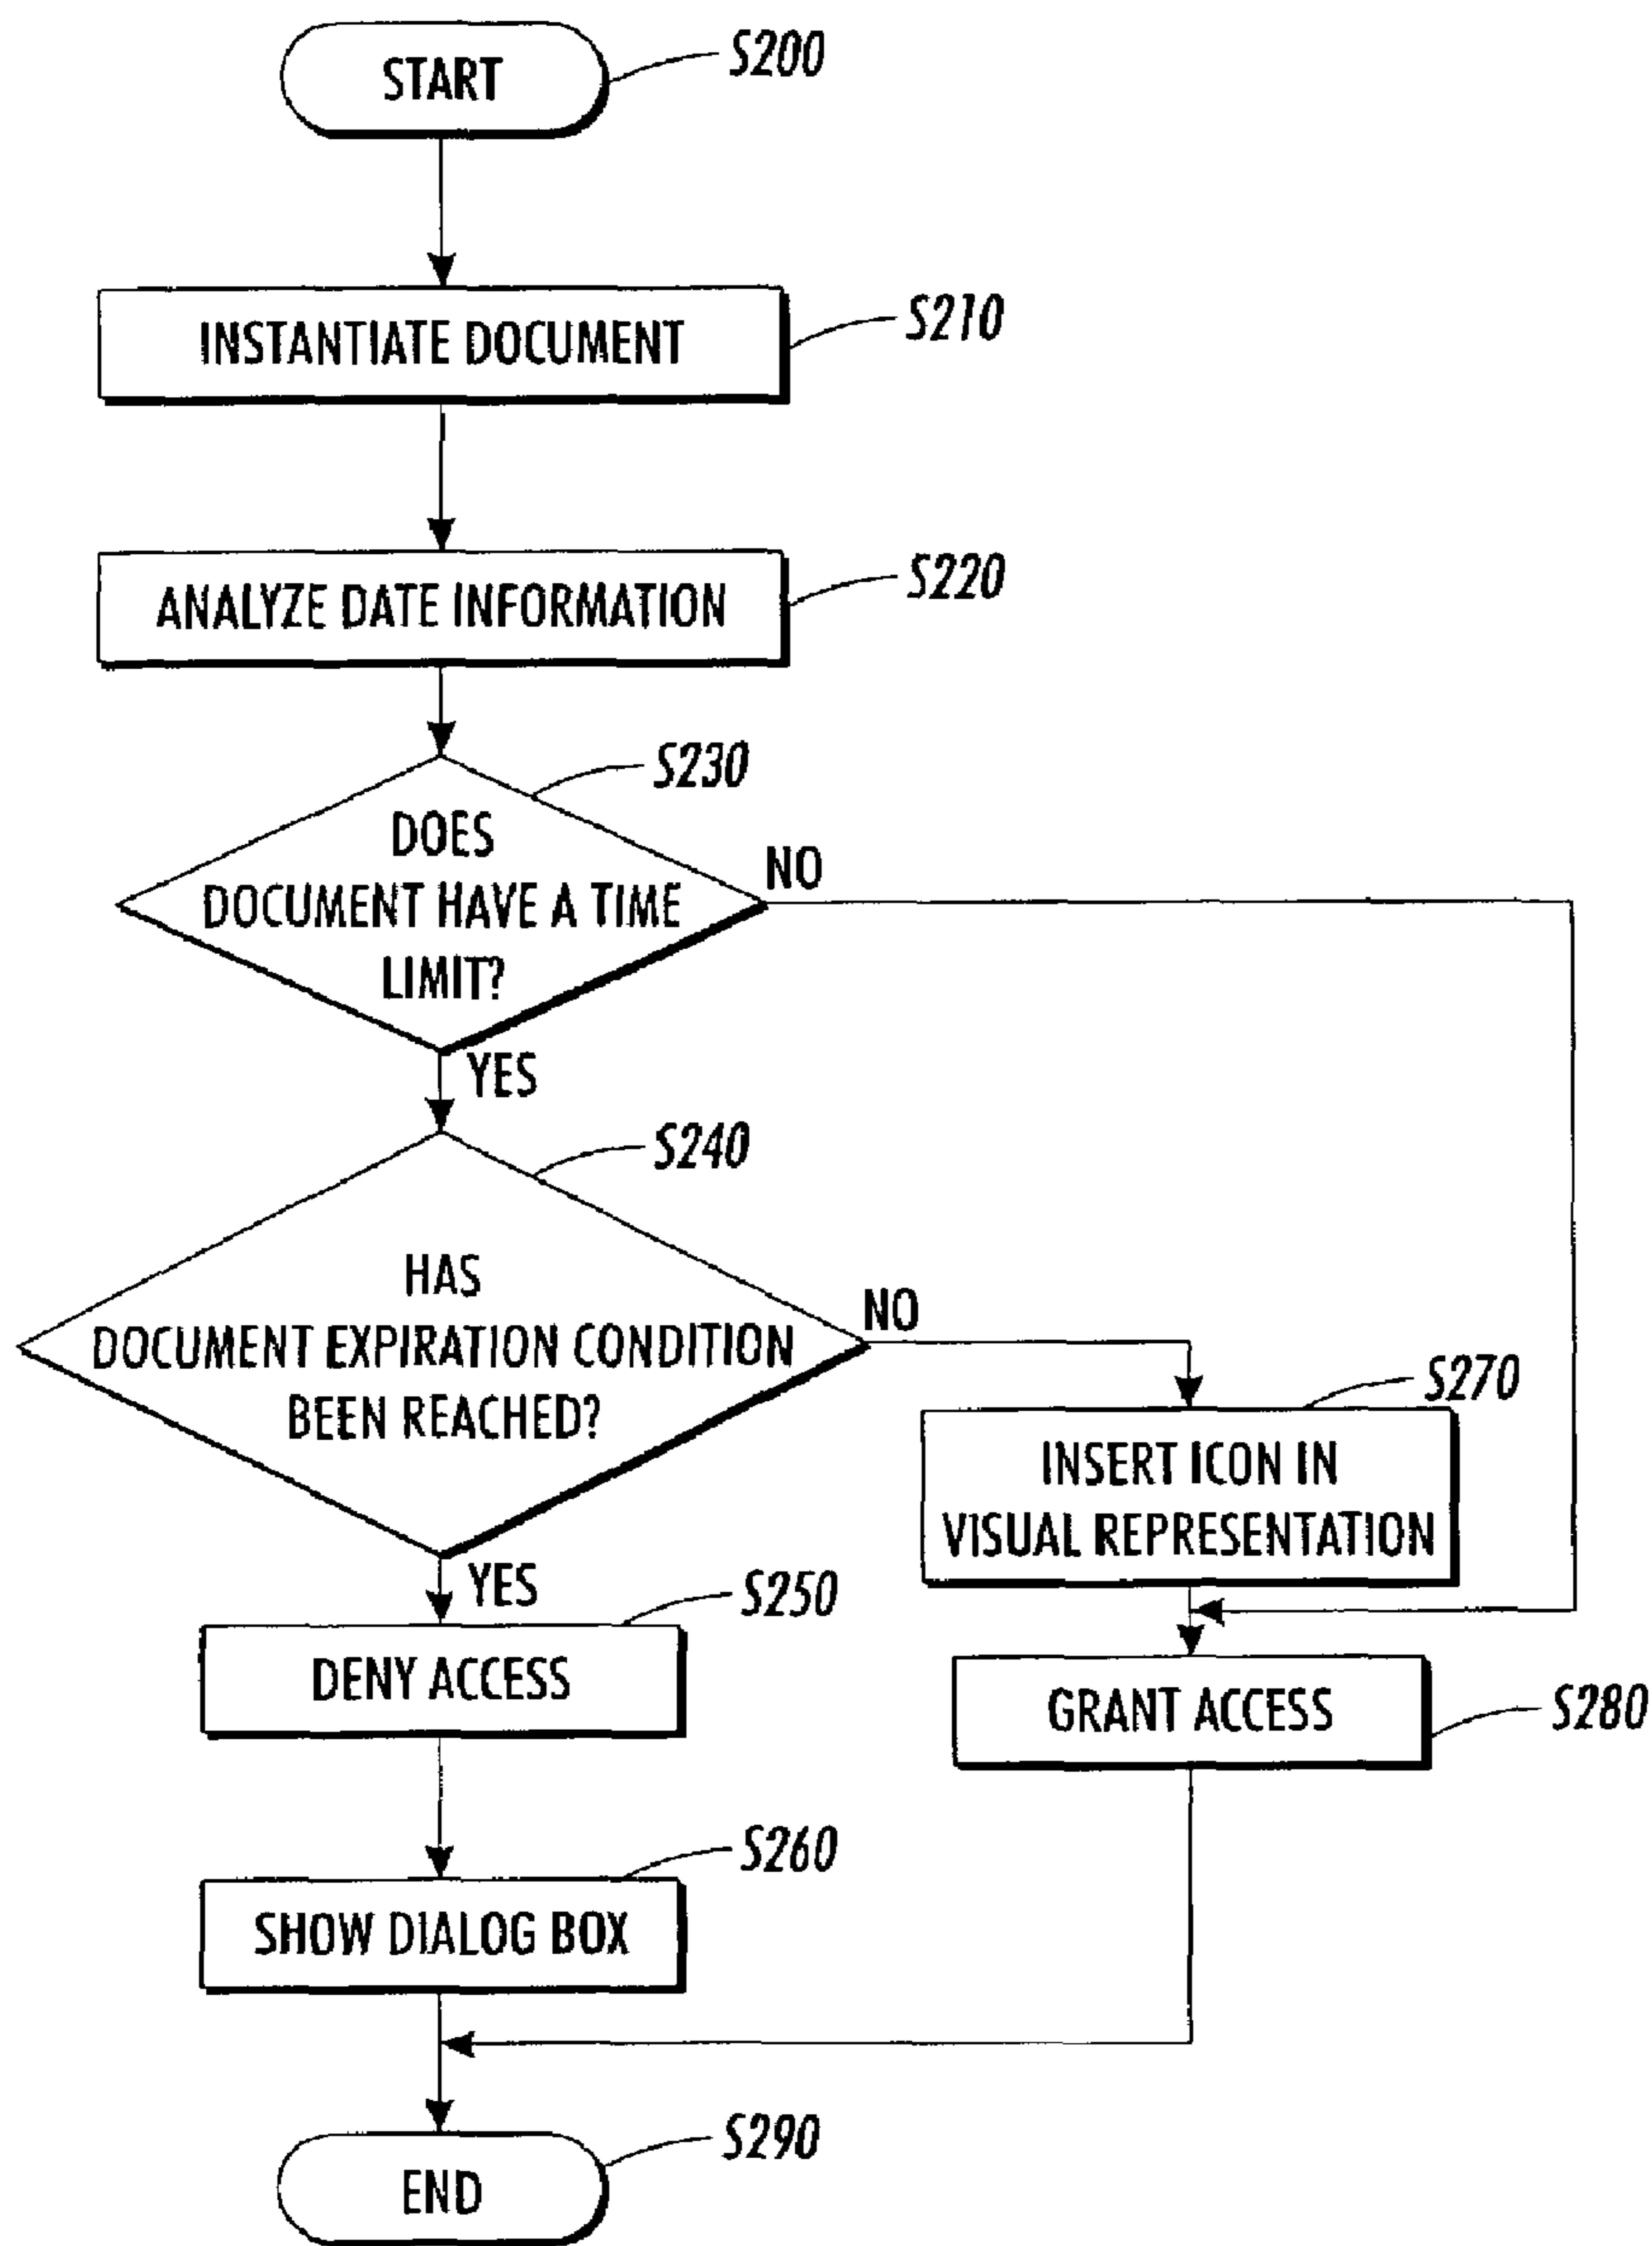 START
S200
INSTANTIATE DOCUMENT
S210
ANALYZE DATE INFORMATION
S220
S230
DOES
DOCUMENT HAVE A TIME
LIMIT?
NO
YES
S240
HAS
DOCUMENT EXPIRATION CONDITION
BEEN REACHED?
NO
YES
S270
INSERT ICON IN
VISUAL REPRESENTATION
S250
DENY ACCESS
GRANT ACCESS
S280
S260
SHOW DIALOG BOX
S290
END